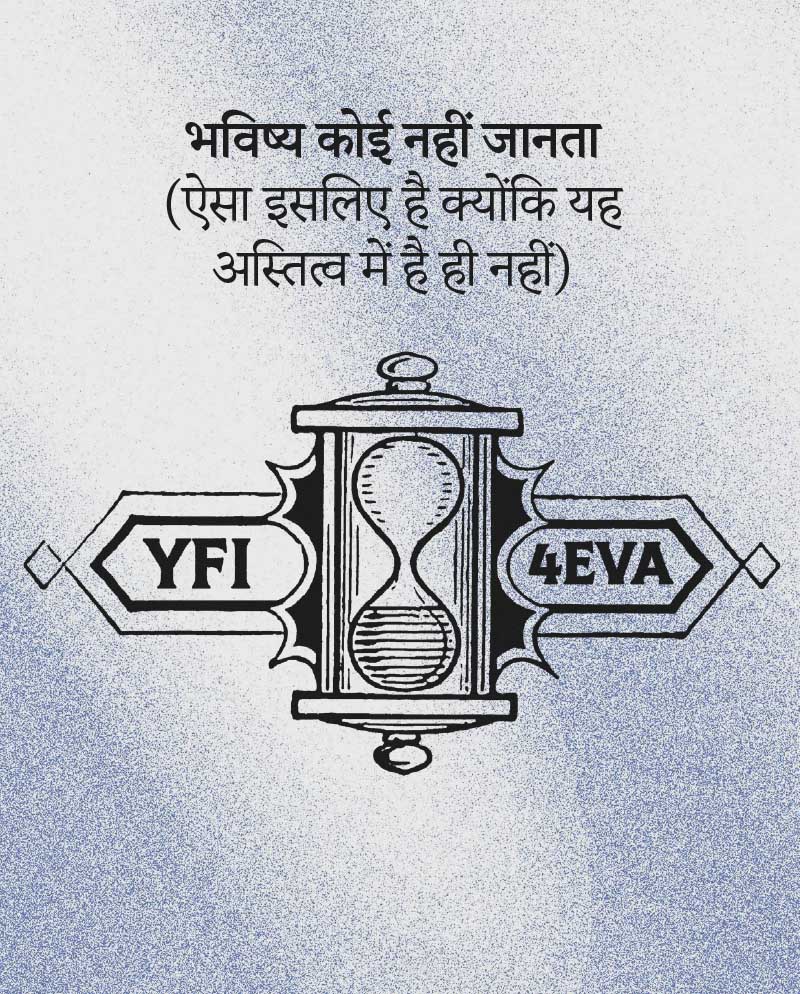 भविष्य कोई नहीं जानता
(ऐसा इसलिए है क्योंकि यह
अस्तित्व में है ही नहीं)
YFI
4EVA